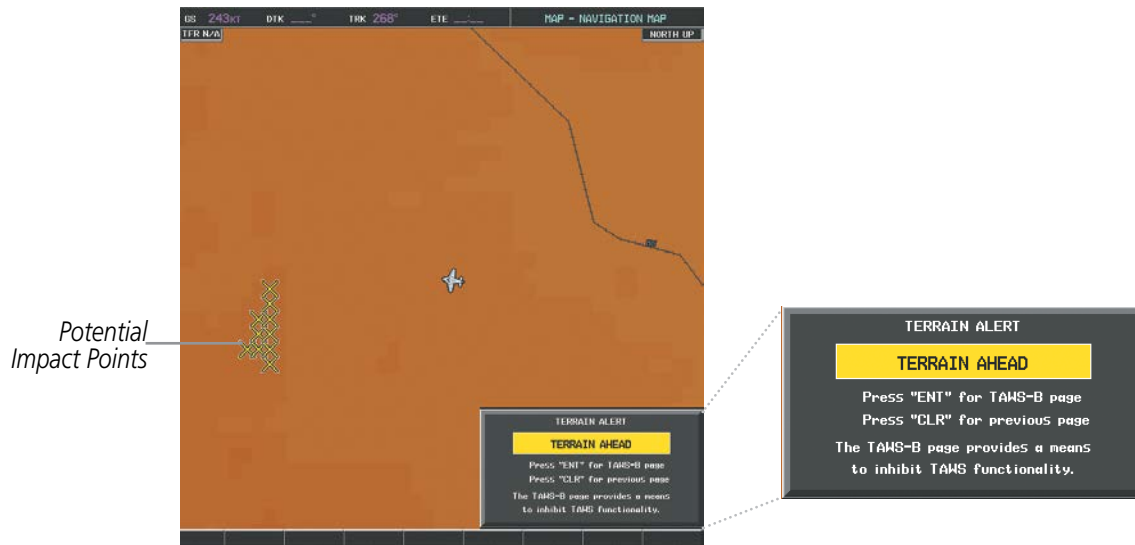 GS 243KT DTK ___° TRK 268° ETE __:__ MAP - NAVIGATION MAP
TFR N/A NORTH UP
Potential
Impact Points
TERRAIN ALERT
TERRAIN AHEAD
Press "ENT" for TAWS-B page
Press "CLR" for previous page
The TAWS-B page provides a means
to inhibit TAWS functionality.
TERRAIN ALERT
TERRAIN AHEAD
Press "ENT" for TAWS-B page
Press "CLR" for previous page
The TAWS-B page provides a means
to inhibit TAWS functionality.